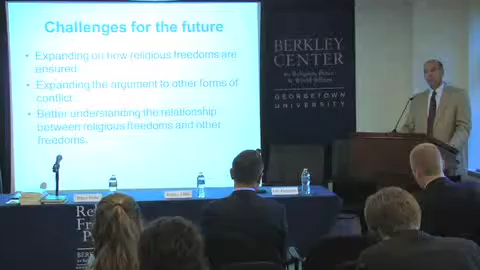 Challenges for the future
• Expanding on how religious freedoms are
ensured.
• Expanding the argument to other forms of
conflict
• Better understanding the relationship
between religious freedoms and other
freedoms.
BERKLEY
CENTER
for Religion, Peace
& World Affairs
GEORGETOWN
UNIVERSITY
BERKLEY